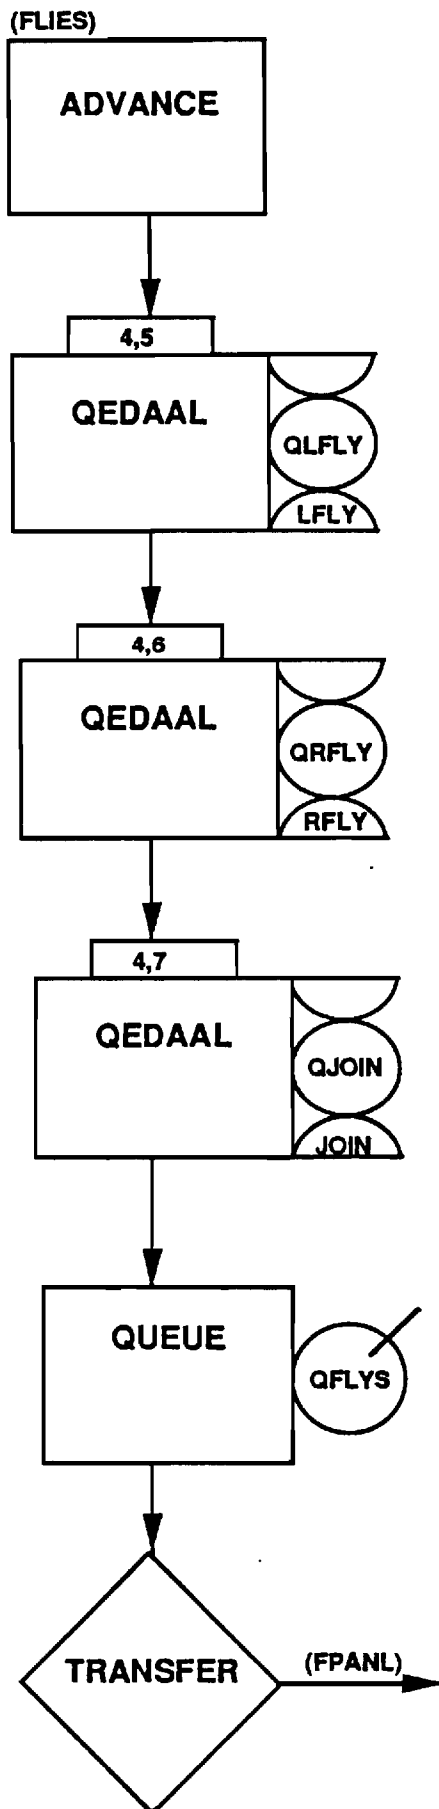 (FLIES)
ADVANCE
4,5
QEDAAL
QLFLY
LFLY
4,6
QEDAAL
QRFLY
RFLY
4,7
QEDAAL
QJOIN
JOIN
QUEUE
QFLYS
TRANSFER
(FPANL)